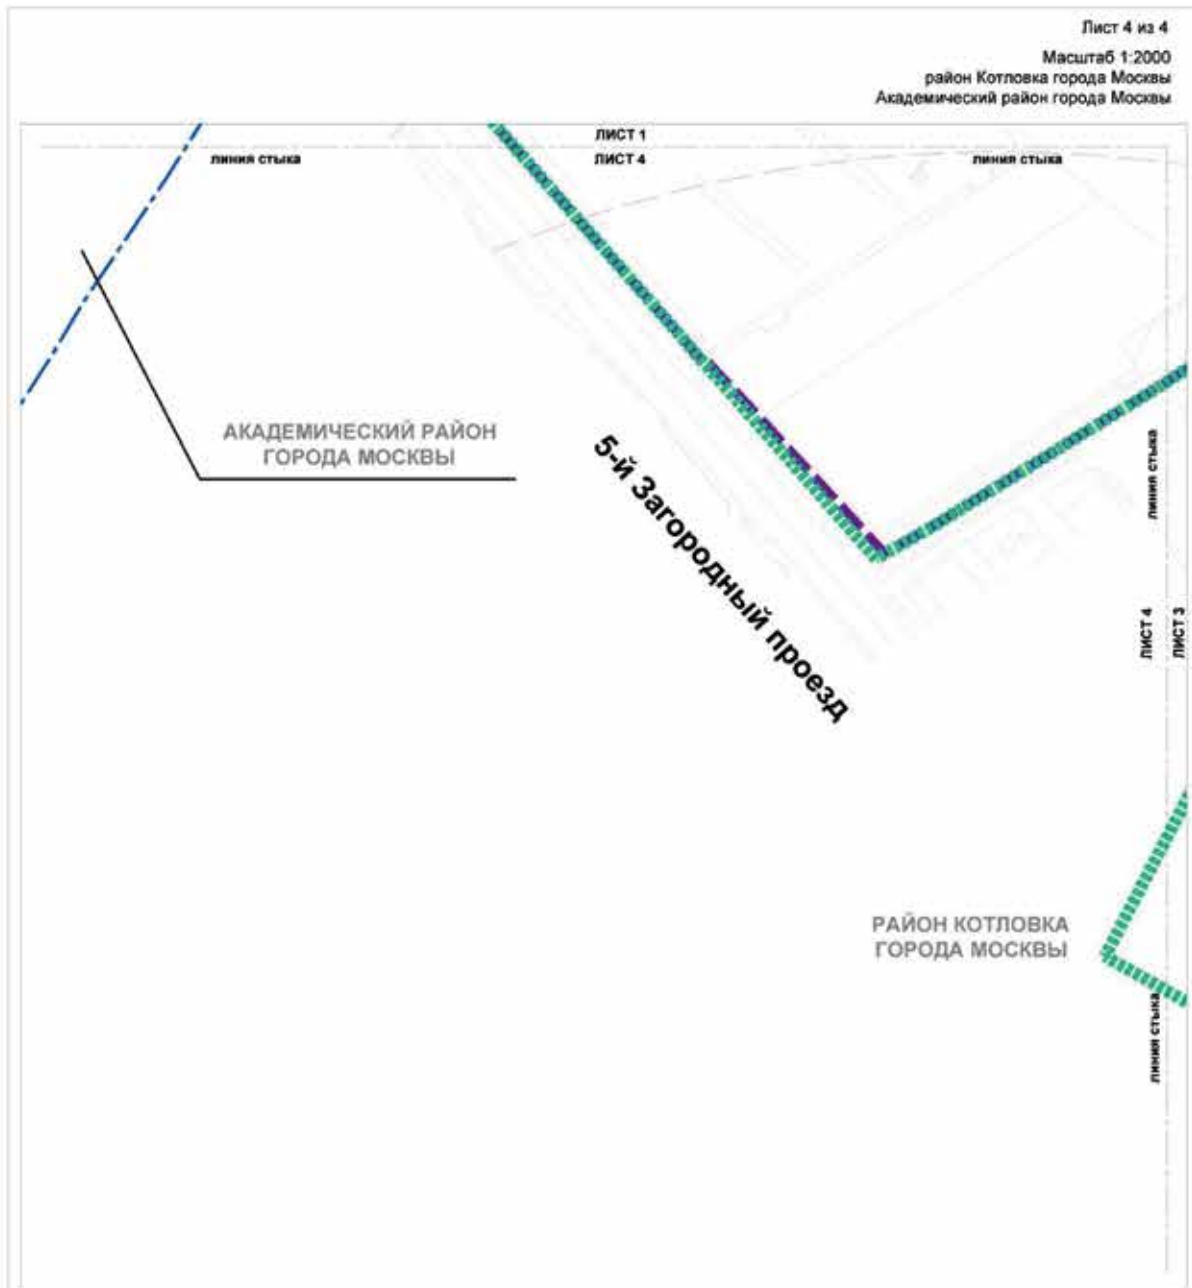 Лист 4 из 4
Масштаб 1:2000
район Котловка города Москвы
Академический район города Москвы
ЛИСТ 1
линия стыка
ЛИСТ 4
линия стыка
АКАДЕМИЧЕСКИЙ РАЙОН
ГОРОДА МОСКВЫ
5-й Загородный проезд
линия стыка
ЛИСТ 4
ЛИСТ 3
РАЙОН КОТЛОВКА
ГОРОДА МОСКВЫ
линия стыка